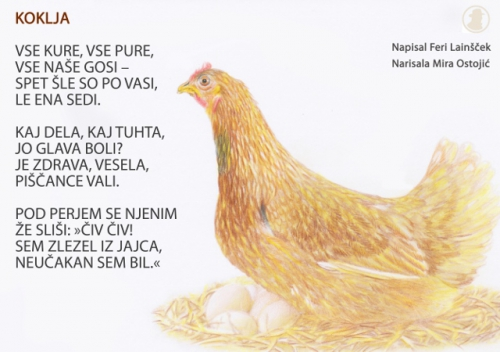 KOKLJA
VSE KURE, VSE PURE,
VSE NAŠE GOSI –
SPET ŠLE SO PO VASI,
LE ENA SEDI.
KAJ DELA, KAJ TUHTA,
JO GLAVA BOLI?
JE ZDRAVA, VESELA,
PIŠČANCE VALI.
POD PERJEM SE NJENIM
ŽE SLIŠI: »ČIV ČIV!
SEM ZLEZEL IZ JAJCA,
NEUČAKAN SEM BIL.«
Napisal Feri Lainšček
Narisala Mira Ostojić